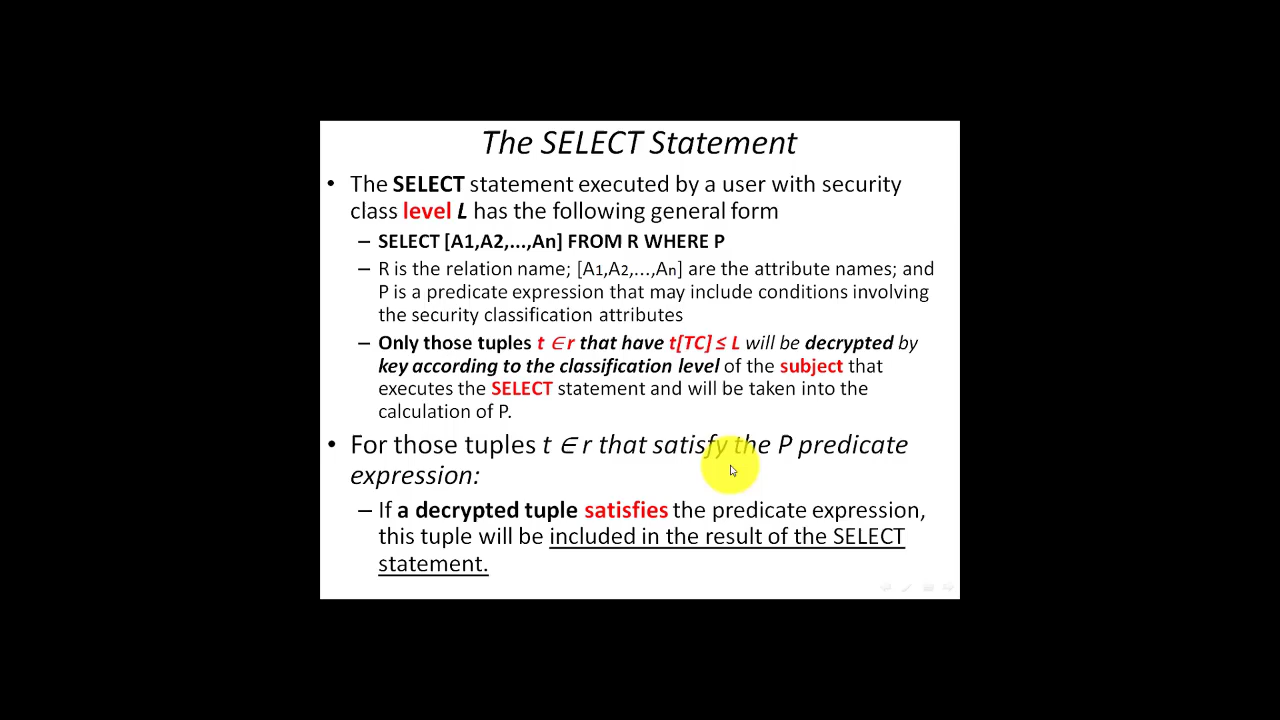 The SELECT Statement
• The SELECT statement executed by a user with security
class level L has the following general form
– SELECT [A1,A2,...,An] FROM R WHERE P
– R is the relation name; [A1,A2,...,An] are the attribute names; and
P is a predicate expression that may include conditions involving
the security classification attributes
– Only those tuples t ∈ r that have t[TC] ≤ L will be decrypted by
key according to the classification level of the subject that
executes the SELECT statement and will be taken into the
calculation of P.
• For those tuples t ∈ r that satisfy the P predicate
expression:
– If a decrypted tuple satisfies the predicate expression,
this tuple will be included in the result of the SELECT
statement.